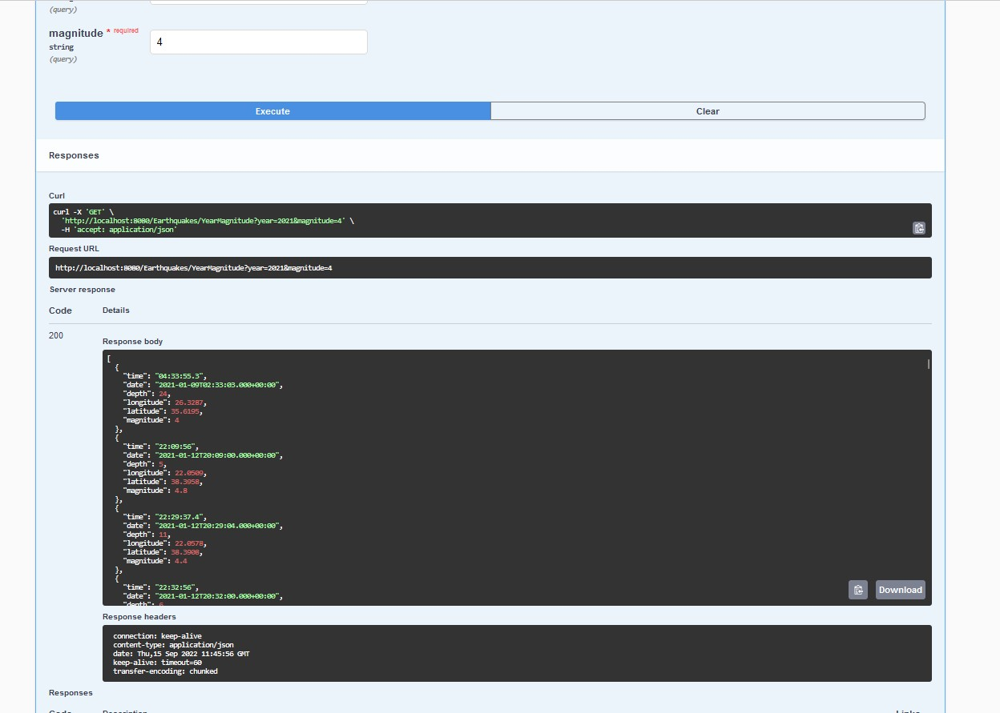 (query)
magnitude * required
string
(query)
4
Execute
Clear
Responses
Curl
curl -X 'GET' \
'http://localhost:8080/Earthquakes/YearMagnitude?year=2021&magnitude=4' \
-H 'accept: application/json'
Request URL
http://localhost:8080/Earthquakes/YearMagnitude?year=2021&magnitude=4
Server response
Code
Details
200
Response body
[
{
"time": "04:33:55.3",
"date": "2021-01-09T02:33:03.000+00:00",
"depth": 24,
"longitude": 26.3287,
"latitude": 35.6195,
"magnitude": 4
},
{
"time": "22:09:56",
"date": "2021-01-12T20:09:00.000+00:00",
"depth": 5,
"longitude": 22.0509,
"latitude": 38.3958,
"magnitude": 4.8
},
{
"time": "22:29:37.4",
"date": "2021-01-12T20:29:04.000+00:00",
"depth": 11,
"longitude": 22.0578,
"latitude": 38.3908,
"magnitude": 4.4
},
{
"time": "22:32:56",
"date": "2021-01-12T20:32:00.000+00:00",
"depth": 6
Download
Response headers
connection: keep-alive
content-type: application/json
date: Thu,15 Sep 2022 11:45:56 GMT
keep-alive: timeout=60
transfer-encoding: chunked
Responses
Code
Description
Links